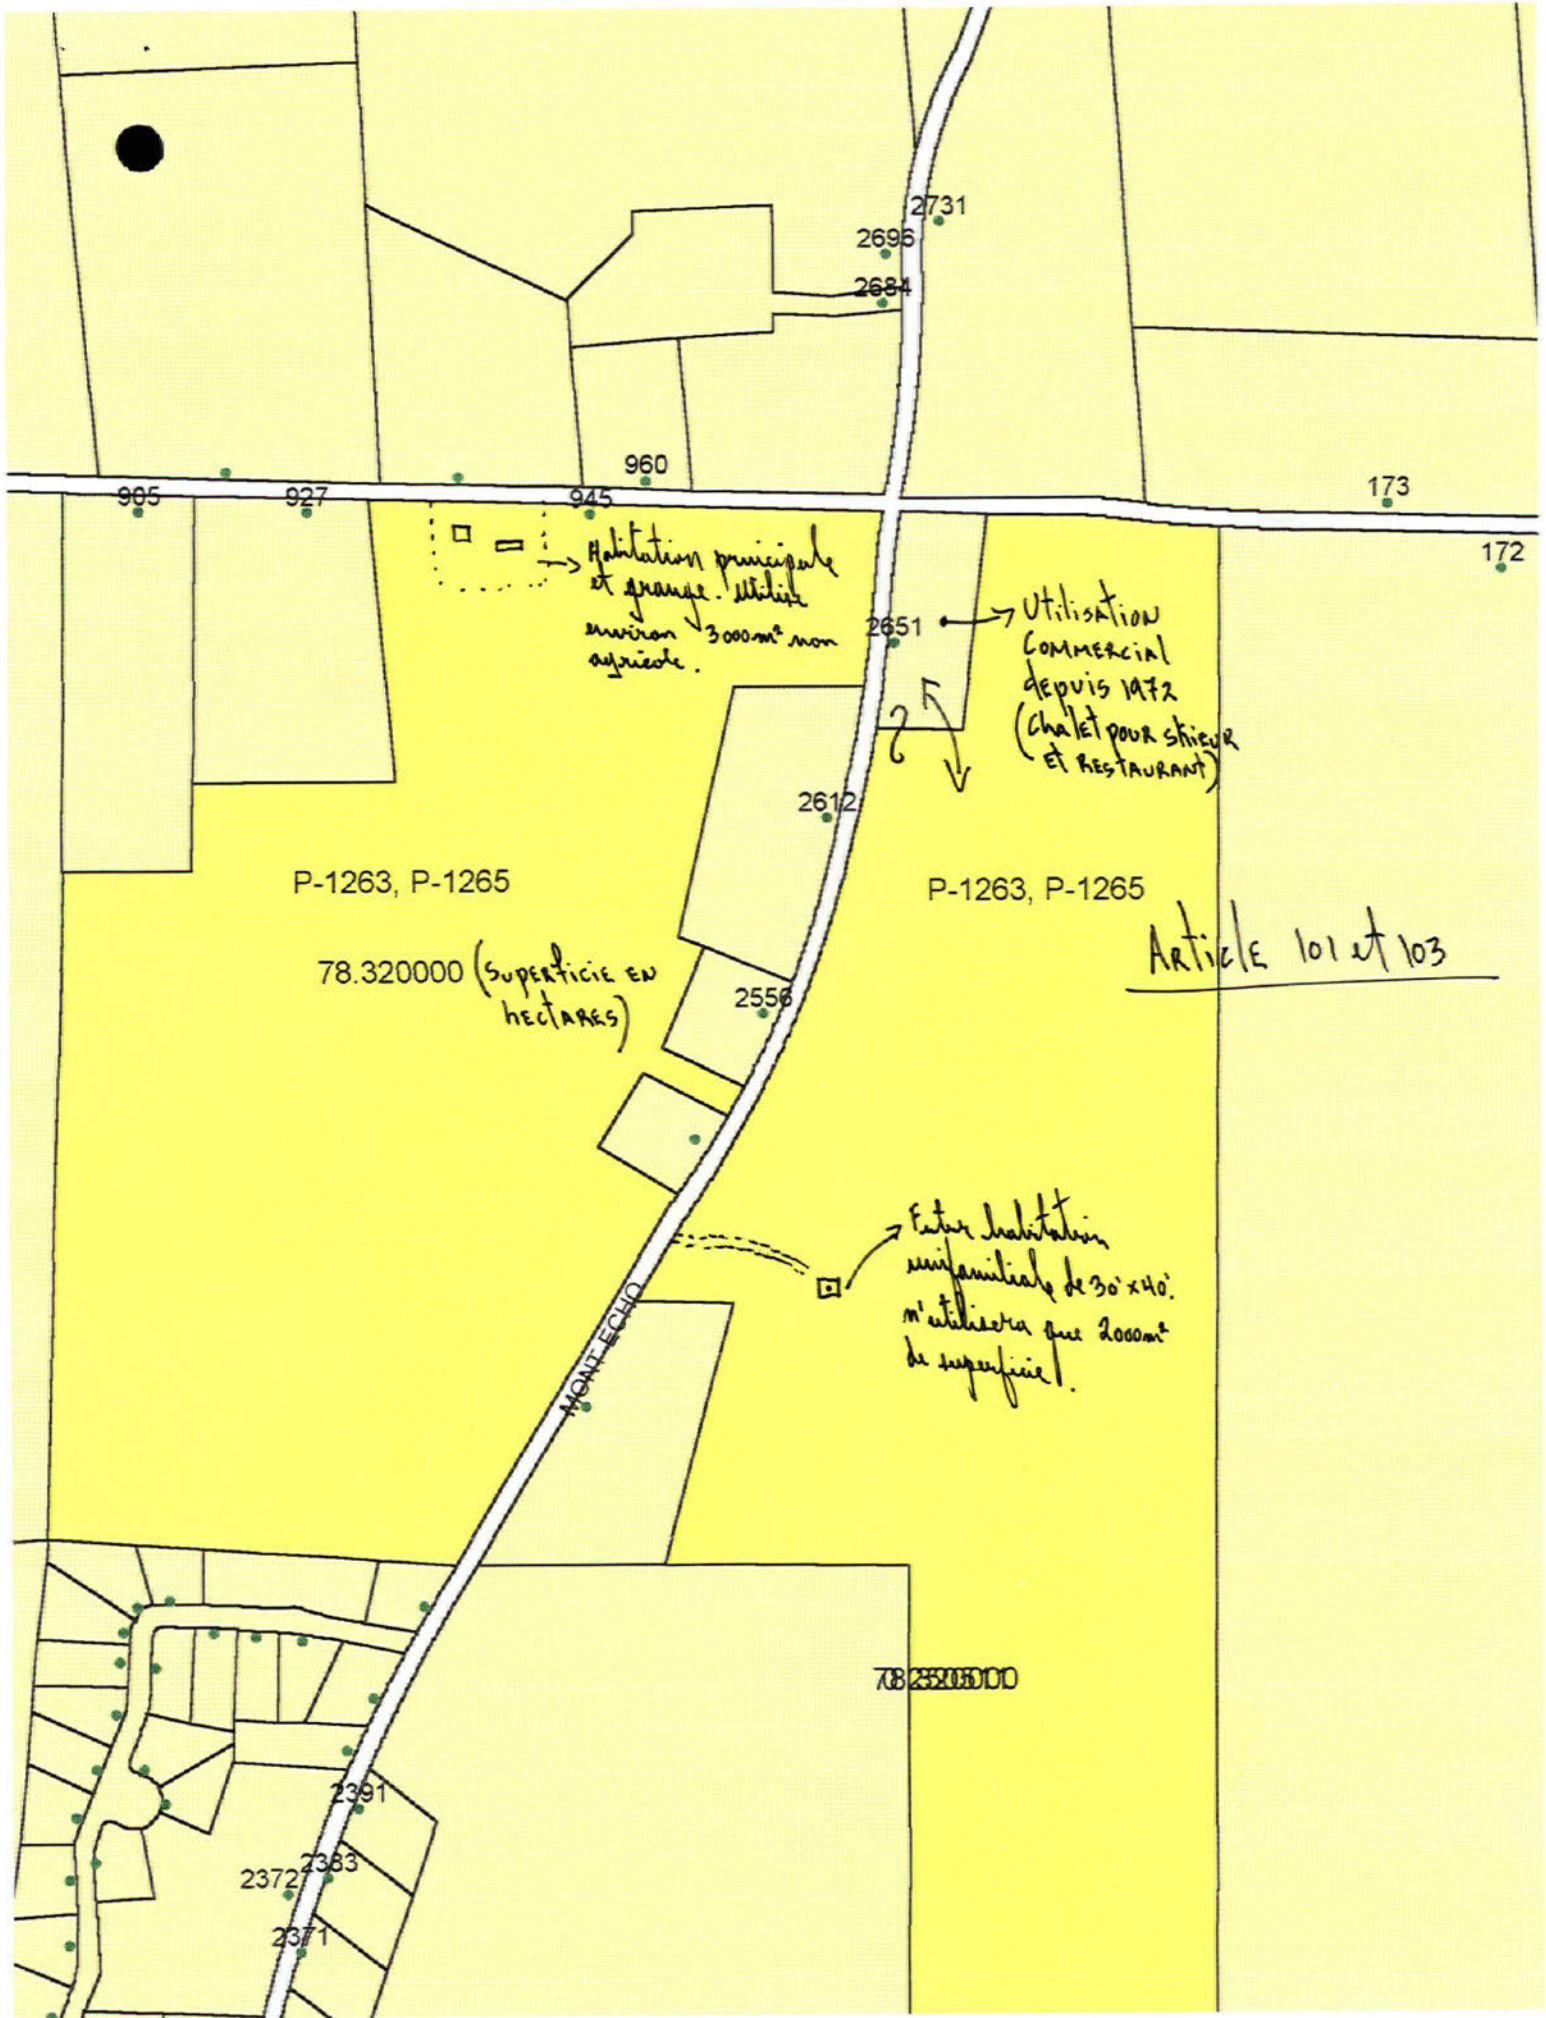 2731
2695
2684
960
173
905
927
945
172
Habitation principale
et grange. Utilise
environ 3000m² non
agricole.
2651
Utilisation
COMMERCIAL
depuis 1972
(Chalet pour skieur
et RESTAURANT)
2612
P-1263, P-1265
P-1263, P-1265
Article 101 et 103
78.320000 (Superficie en
hectares)
2556
Futur habitation
unifamiliale de 30'x40'.
n'utilisera que 2000m²
de superficie.
MONT-ECHO
2391
2383
2372
2371